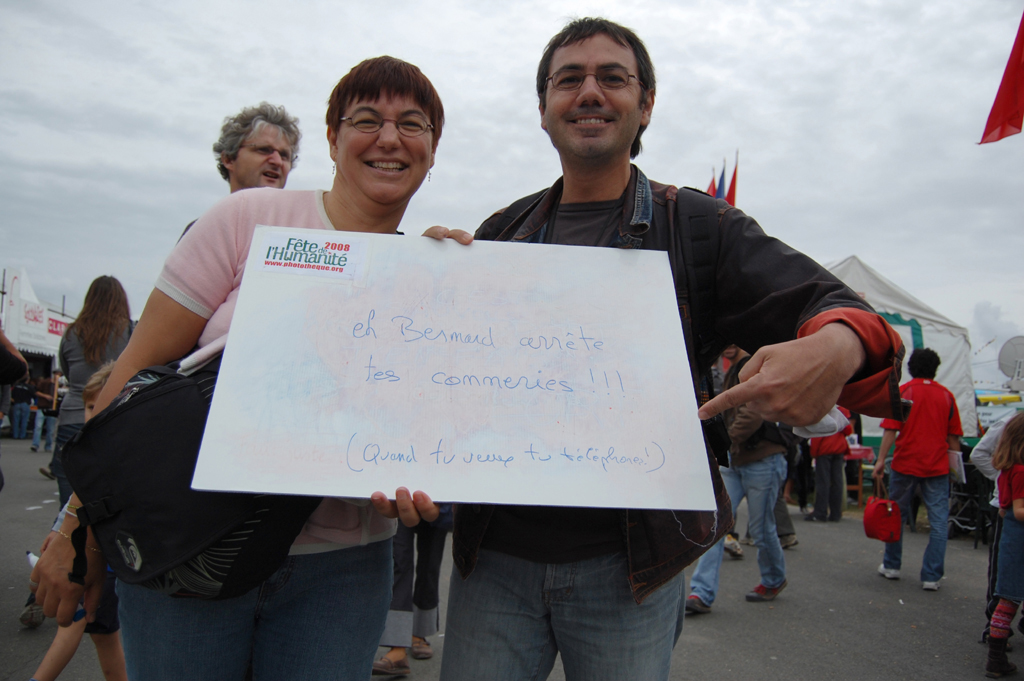 Fête de
l'Humanité
2008
www.phototheque.org
eh Bernard arrête
tes conneries !!!
(Quand tu veux tu téléphones!)